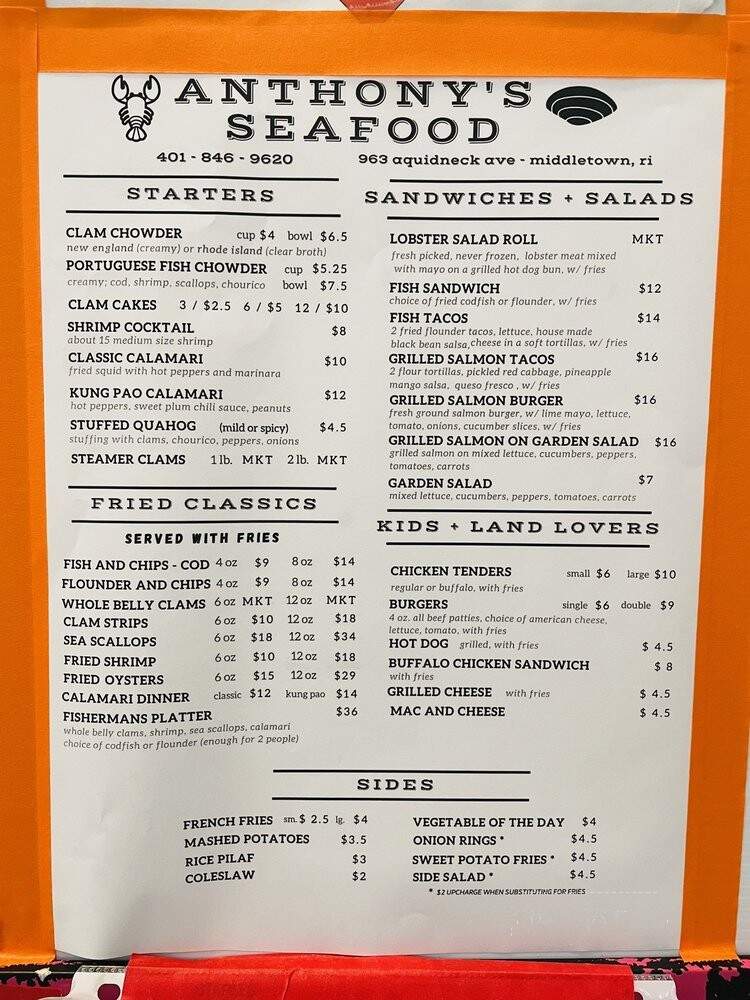 ANTHONY'S
SEAFOOD
401 - 846 - 9620
963 aquidneck ave - middletown, ri
STARTERS
CLAM CHOWDER cup $4 bowl $6.5
new england (creamy) or rhode island (clear broth)
PORTUGUESE FISH CHOWDER cup $5.25
creamy; cod, shrimp, scallops, chourico bowl $7.5
CLAM CAKES 3 / $2.5 6 / $5 12 / $10
SHRIMP COCKTAIL $8
about 15 medium size shrimp
CLASSIC CALAMARI $10
fried squid with hot peppers and marinara
KUNG PAO CALAMARI $12
hot peppers, sweet plum chili sauce, peanuts
STUFFED QUAHOG (mild or spicy) $4.5
stuffing with clams, chourico, peppers, onions
STEAMER CLAMS 1 lb. MKT 2 lb. MKT
FRIED CLASSICS
SERVED WITH FRIES
FISH AND CHIPS - COD 4 oz $9 8 oz $14
FLOUNDER AND CHIPS 4 oz $9 8 oz $14
WHOLE BELLY CLAMS 6 oz MKT 12 oz MKT
CLAM STRIPS 6 oz $10 12 oz $18
SEA SCALLOPS 6 oz $18 12 oz $34
FRIED SHRIMP 6 oz $10 12 oz $18
FRIED OYSTERS 6 oz $15 12 oz $29
CALAMARI DINNER classic $12 kung pao $14
FISHERMANS PLATTER $36
whole belly clams, shrimp, sea scallops, calamari
choice of codfish or flounder (enough for 2 people)
SANDWICHES + SALADS
LOBSTER SALAD ROLL MKT
fresh picked, never frozen, lobster meat mixed
with mayo on a grilled hot dog bun, w/ fries
FISH SANDWICH $12
choice of fried codfish or flounder, w/ fries
FISH TACOS $14
2 fried flounder tacos, lettuce, house made
black bean salsa, cheese in a soft tortillas, w/ fries
GRILLED SALMON TACOS $16
2 flour tortillas, pickled red cabbage, pineapple
mango salsa, queso fresco , w/ fries
GRILLED SALMON BURGER $16
fresh ground salmon burger, w/ lime mayo, lettuce,
tomato, onions, cucumber slices, w/ fries
GRILLED SALMON ON GARDEN SALAD $16
grilled salmon on mixed lettuce, cucumbers, peppers,
tomatoes, carrots
GARDEN SALAD $7
mixed lettuce, cucumbers, peppers, tomatoes, carrots
KIDS + LAND LOVERS
CHICKEN TENDERS small $6 large $10
regular or buffalo, with fries
BURGERS single $6 double $9
4 oz. all beef patties, choice of american cheese,
lettuce, tomato, with fries
HOT DOG grilled, with fries $ 4.5
BUFFALO CHICKEN SANDWICH $ 8
with fries
GRILLED CHEESE with fries $ 4.5
MAC AND CHEESE $ 4.5
SIDES
FRENCH FRIES sm. $ 2.5 lg. $4
MASHED POTATOES $3.5
RICE PILAF $3
COLESLAW $2
VEGETABLE OF THE DAY $4
ONION RINGS * $4.5
SWEET POTATO FRIES * $4.5
SIDE SALAD * $4.5
* $2 UPCHARGE WHEN SUBSTITUTING FOR FRIES